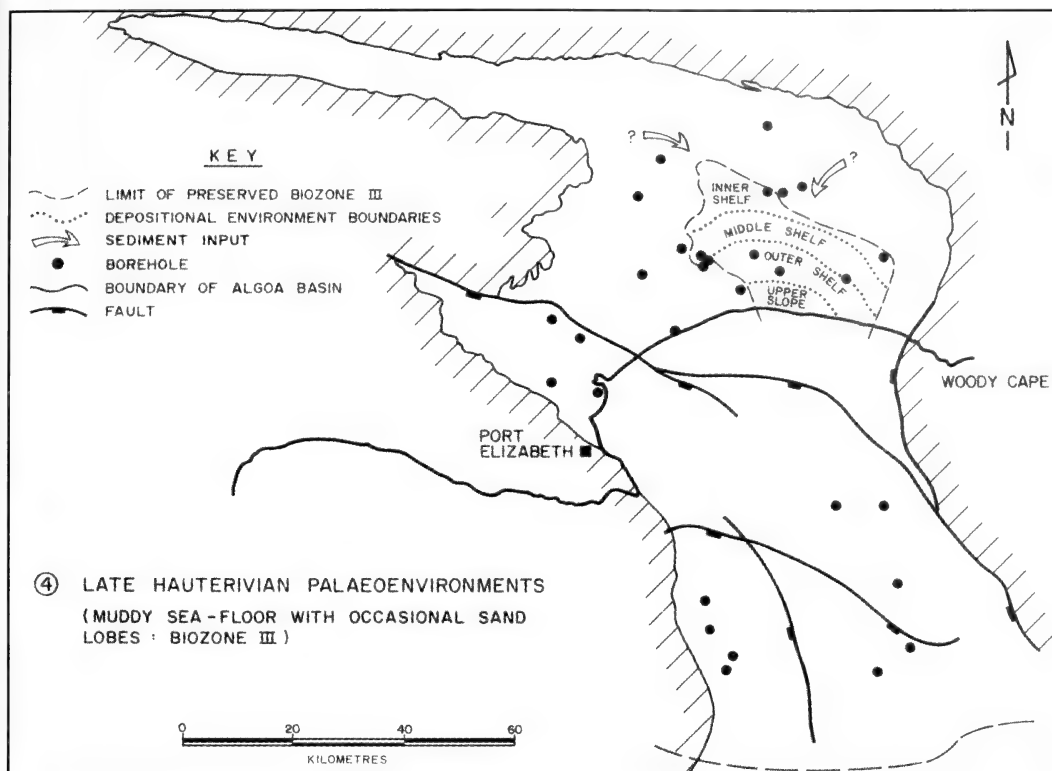 KEY
LIMIT OF PRESERVED BIOZONE III
DEPOSITIONAL ENVIRONMENT BOUNDARIES
SEDIMENT INPUT
BOREHOLE
BOUNDARY OF ALGOA BASIN
FAULT
N
?
?
INNER
SHELF
MIDDLE SHELF
OUTER SHELF
UPPER
SLOPE
WOODY CAPE
PORT
ELIZABETH
④ LATE HAUTERIVIAN PALAEOENVIRONMENTS
(MUDDY SEA-FLOOR WITH OCCASIONAL SAND
LOBES : BIOZONE III)
0 20 40 60
KILOMETRES